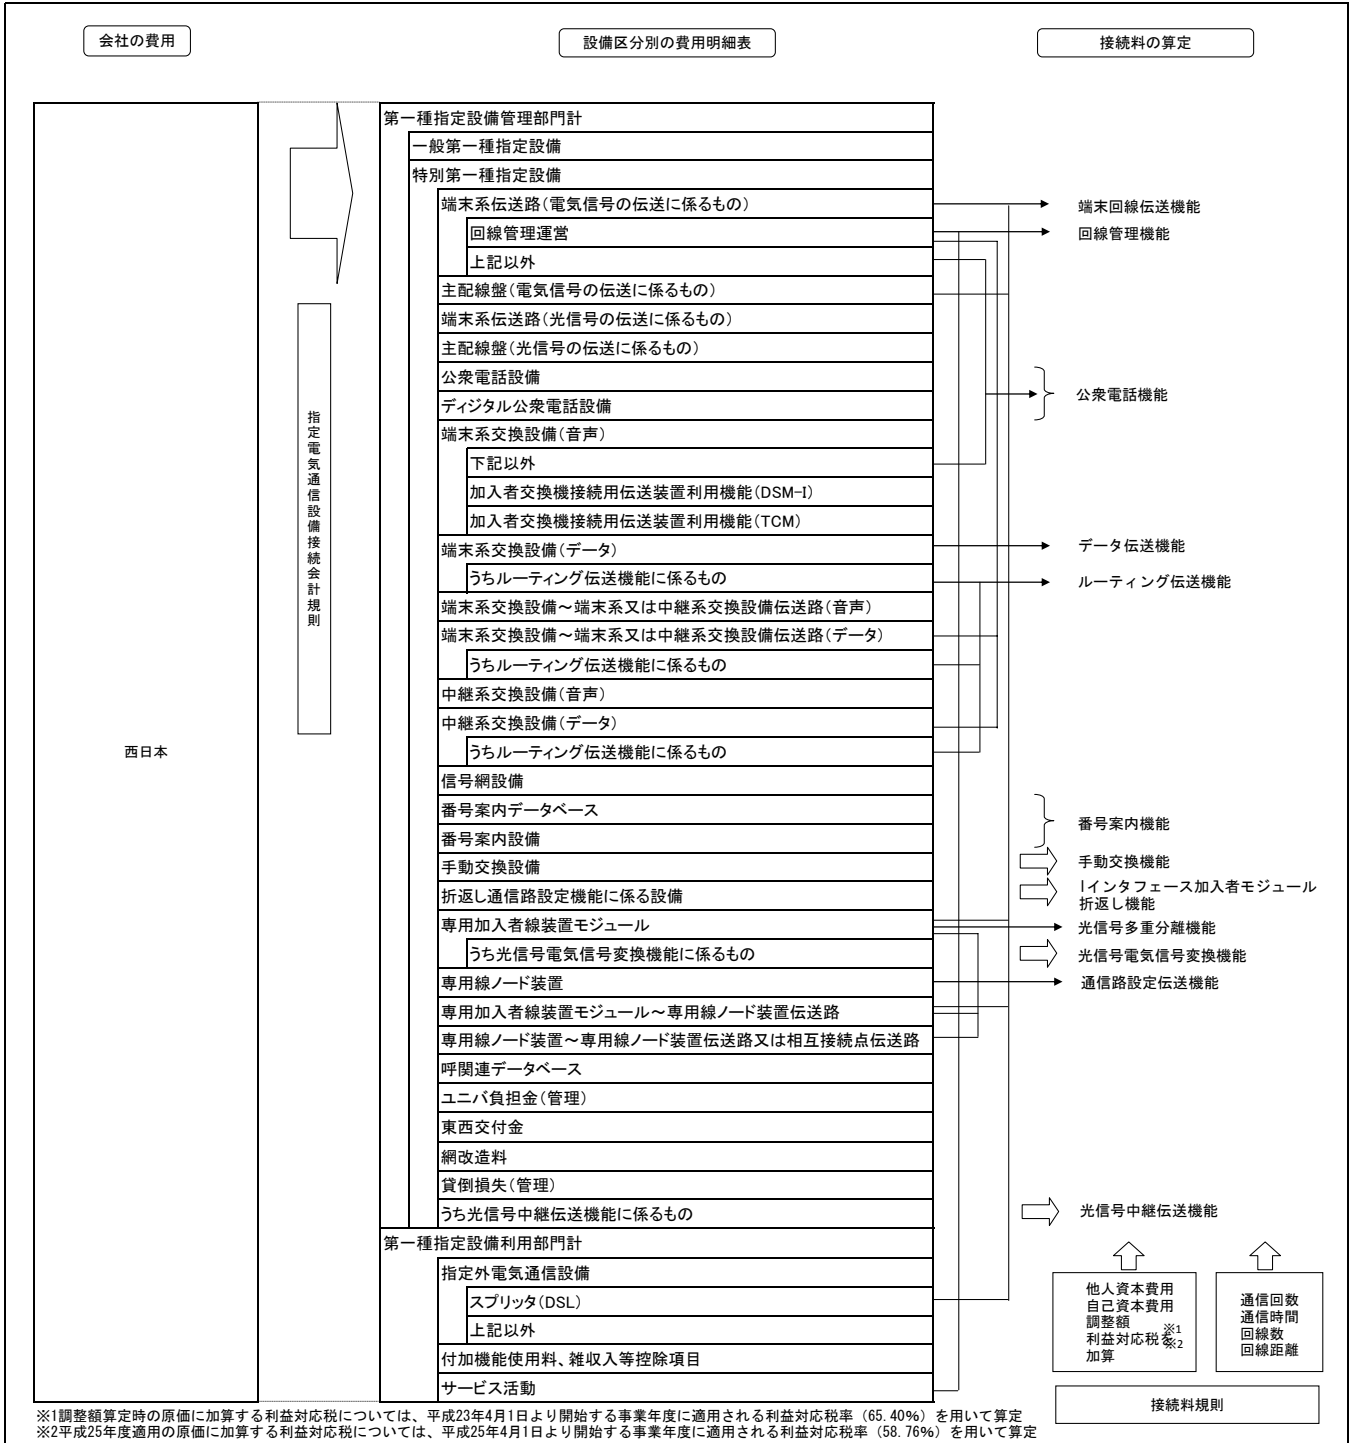 会社の費用
設備区分別の費用明細表
接続料の算定
西日本
指定電気通信設備接続会計規則
第一種指定設備管理部門計
一般第一種指定設備
特別第一種指定設備
端末系伝送路(電気信号の伝送に係るもの)
回線管理運営
上記以外
主配線盤(電気信号の伝送に係るもの)
端末系伝送路(光信号の伝送に係るもの)
主配線盤(光信号の伝送に係るもの)
公衆電話設備
ディジタル公衆電話設備
端末系交換設備(音声)
下記以外
加入者交換機接続用伝送装置利用機能(DSM-I)
加入者交換機接続用伝送装置利用機能(TCM)
端末系交換設備(データ)
うちルーティング伝送機能に係るもの
端末系交換設備～端末系又は中継系交換設備伝送路(音声)
端末系交換設備～端末系又は中継系交換設備伝送路(データ)
うちルーティング伝送機能に係るもの
中継系交換設備(音声)
中継系交換設備(データ)
うちルーティング伝送機能に係るもの
信号網設備
番号案内データベース
番号案内設備
手動交換設備
折返し通信路設定機能に係る設備
専用加入者線装置モジュール
うち光信号電気信号変換機能に係るもの
専用線ノード装置
専用加入者線装置モジュール～専用線ノード装置伝送路
専用線ノード装置～専用線ノード装置伝送路又は相互接続点伝送路
呼関連データベース
ユニバ負担金(管理)
東西交付金
網改造料
貸倒損失(管理)
うち光信号中継伝送機能に係るもの
第一種指定設備利用部門計
指定外電気通信設備
スプリッタ(DSL)
上記以外
付加機能使用料、雑収入等控除項目
サービス活動
端末回線伝送機能
回線管理機能
公衆電話機能
データ伝送機能
ルーティング伝送機能
番号案内機能
手動交換機能
Iインタフェース加入者モジュール
折返し機能
光信号多重分離機能
光信号電気信号変換機能
通信路設定伝送機能
光信号中継伝送機能
他人資本費用
自己資本費用
調整額 ※1
利益対応税を ※2
加算
通信回数
通信時間
回線数
回線距離
接続料規則
※1調整額算定時の原価に加算する利益対応税については、平成23年4月1日より開始する事業年度に適用される利益対応税率（65.40%）を用いて算定
※2平成25年度適用の原価に加算する利益対応税については、平成25年4月1日より開始する事業年度に適用される利益対応税率（58.76%）を用いて算定